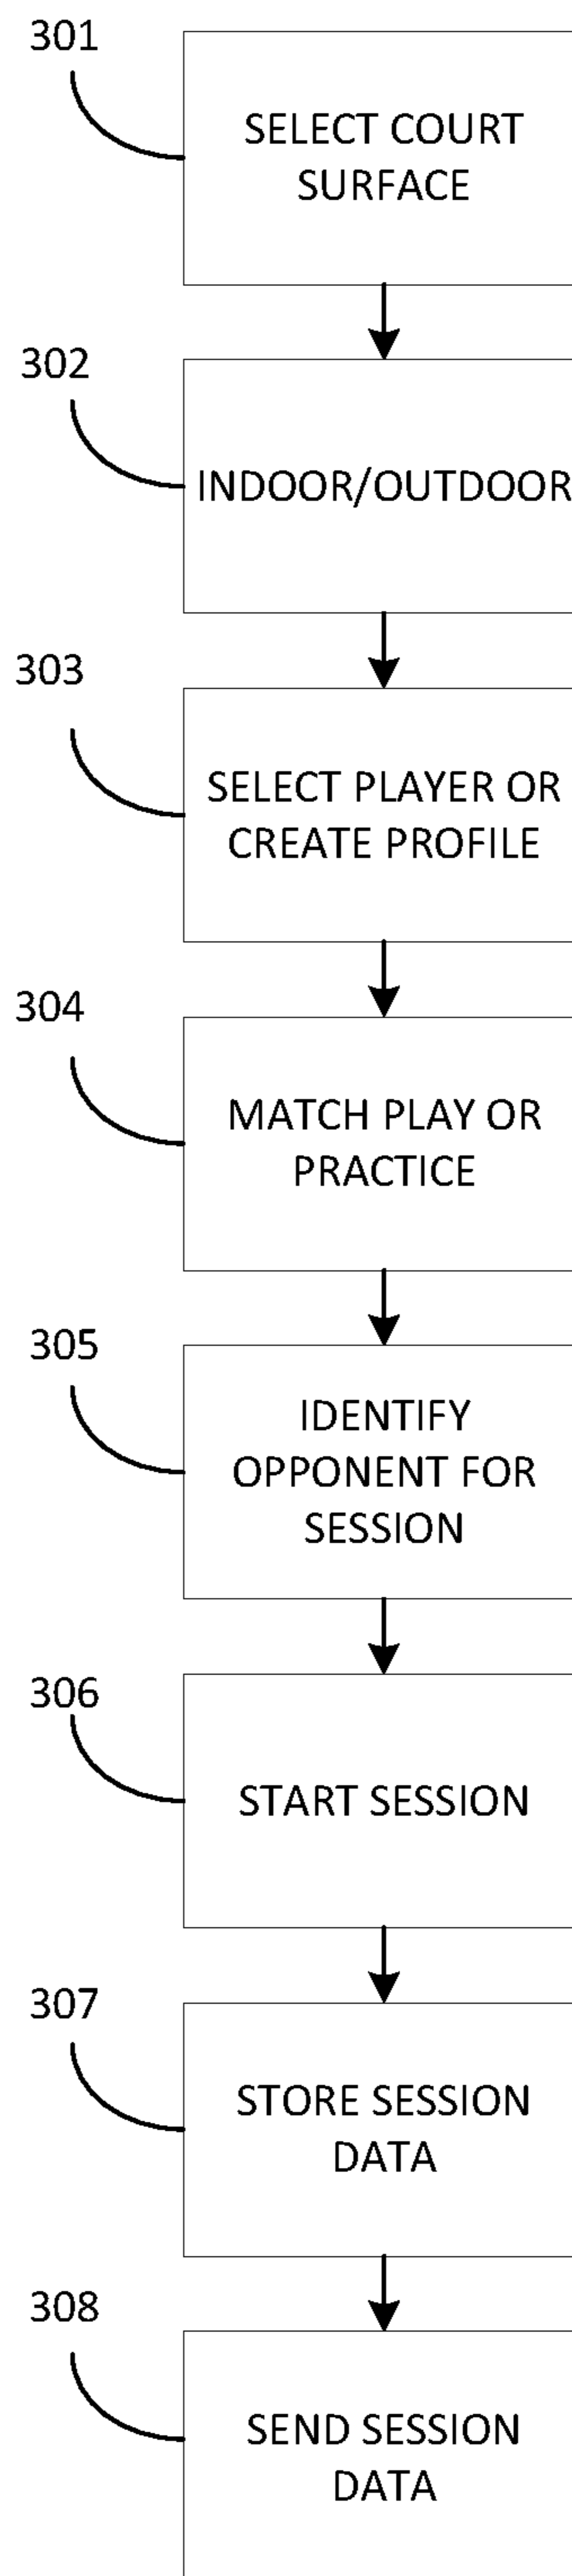 301
SELECT COURT
SURFACE
302
INDOOR/OUTDOOR
303
SELECT PLAYER OR
CREATE PROFILE
304
MATCH PLAY OR
PRACTICE
305
IDENTIFY
OPPONENT FOR
SESSION
306
START SESSION
307
STORE SESSION
DATA
308
SEND SESSION
DATA